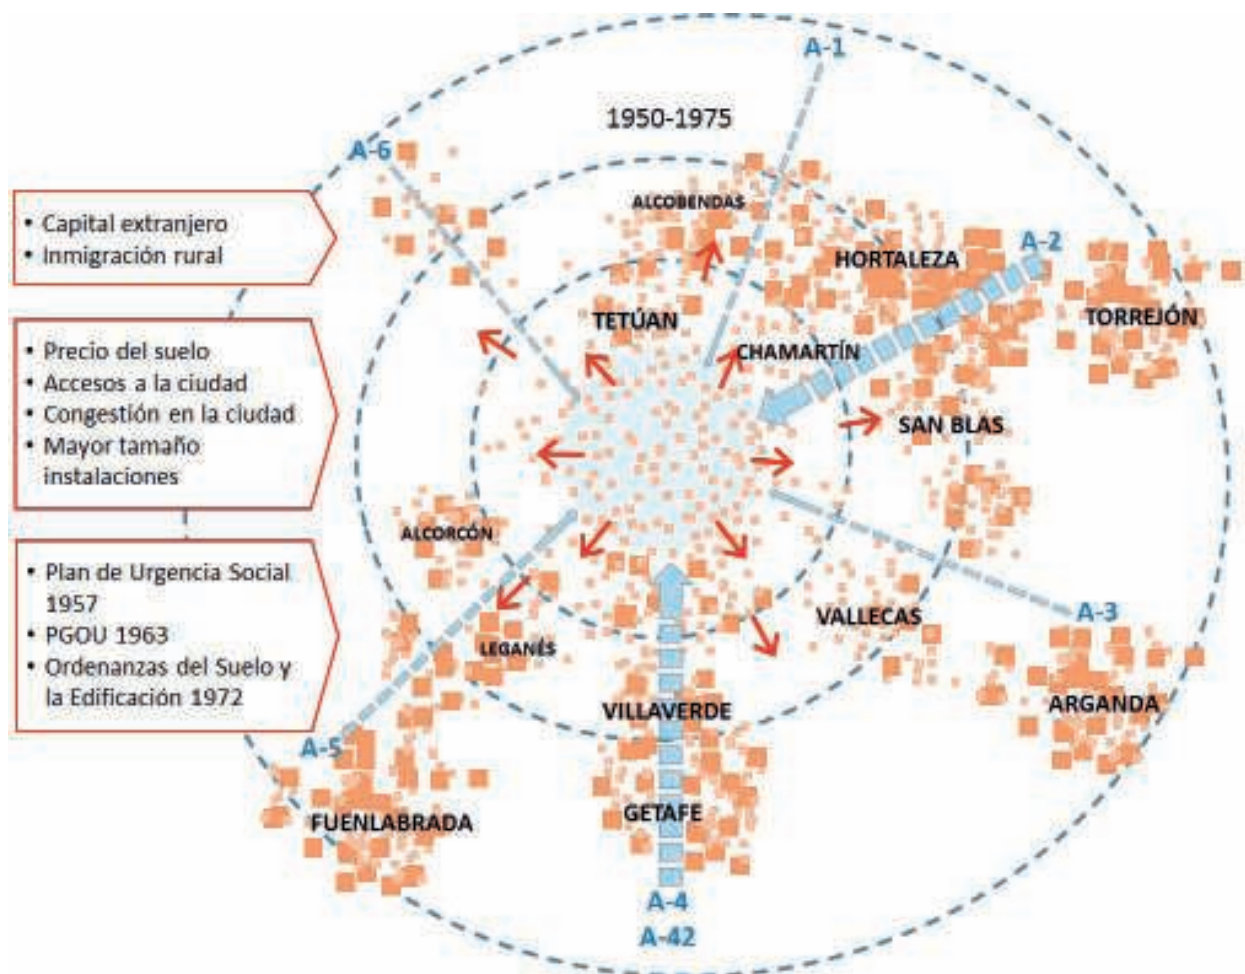 A-1
1950-1975
A-6
ALCOBENDAS
• Capital extranjero
• Inmigración rural
A-2
HORTALEZA
TORREJÓN
TETÚAN
CHAMARTÍN
• Precio del suelo
• Accesos a la ciudad
• Congestión en la ciudad
• Mayor tamaño
instalaciones
SAN BLAS
ALCORCÓN
• Plan de Urgencia Social
1957
• PGOU 1963
• Ordenanzas del Suelo y
la Edificación 1972
A-3
VALLECAS
LEGANÉS
VILLAVERDE
ARGANDA
A-5
FUENLABRADA
GETAFE
A-4
A-42